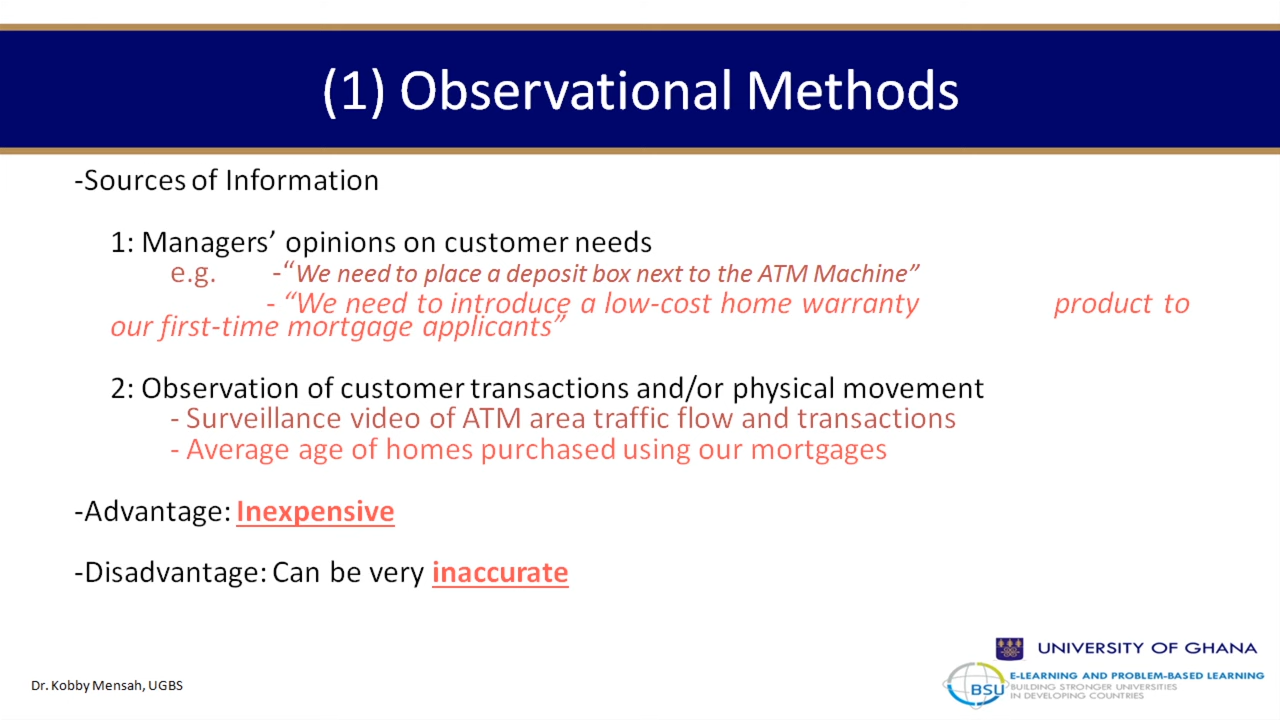 (1) Observational Methods
-Sources of Information
1: Managers’ opinions on customer needs
e.g. -“We need to place a deposit box next to the ATM Machine”
- “We need to introduce a low-cost home warranty product to
our first-time mortgage applicants”
2: Observation of customer transactions and/or physical movement
- Surveillance video of ATM area traffic flow and transactions
- Average age of homes purchased using our mortgages
-Advantage: Inexpensive
-Disadvantage: Can be very inaccurate
UNIVERSITY OF GHANA
Dr. Kobby Mensah, UGBS
BSU
E-LEARNING AND PROBLEM-BASED LEARNING
BUILDING STRONGER UNIVERSITIES
IN DEVELOPING COUNTRIES